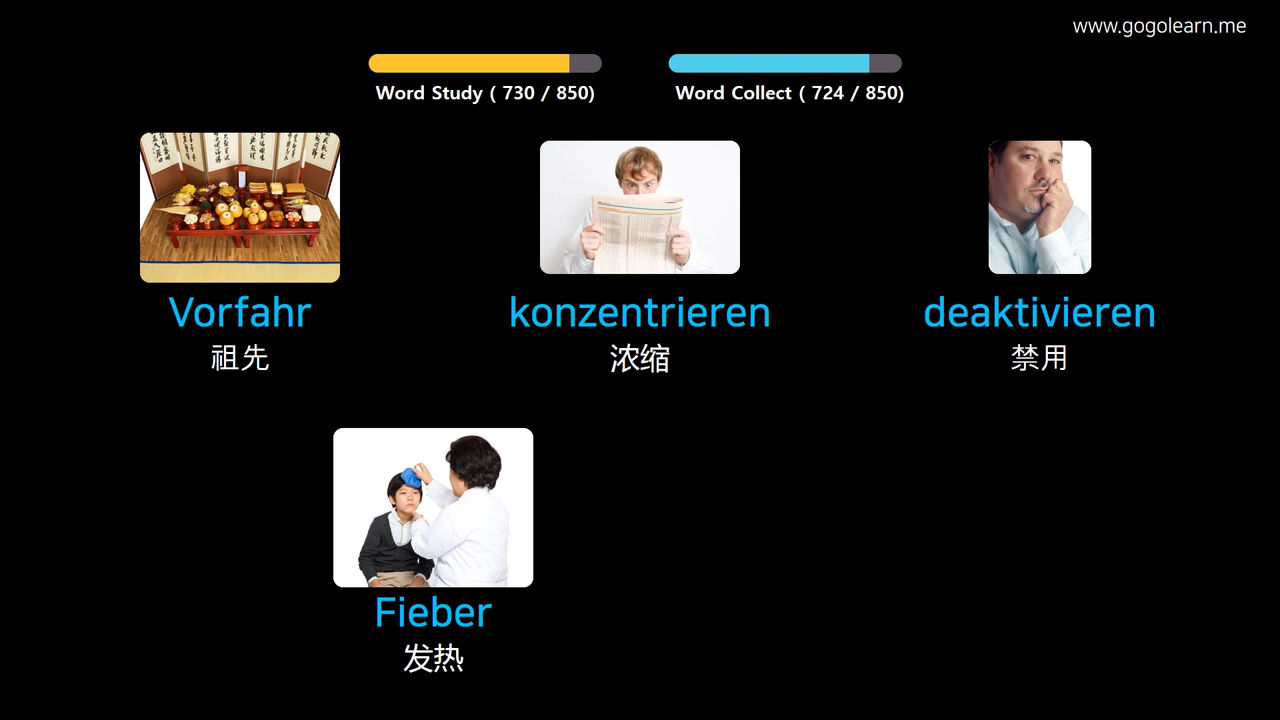 www.gogolearn.me
Word Study ( 730 / 850)
Word Collect ( 724 / 850)
Vorfahr
祖先
konzentrieren
浓缩
deaktivieren
禁用
Fieber
发热